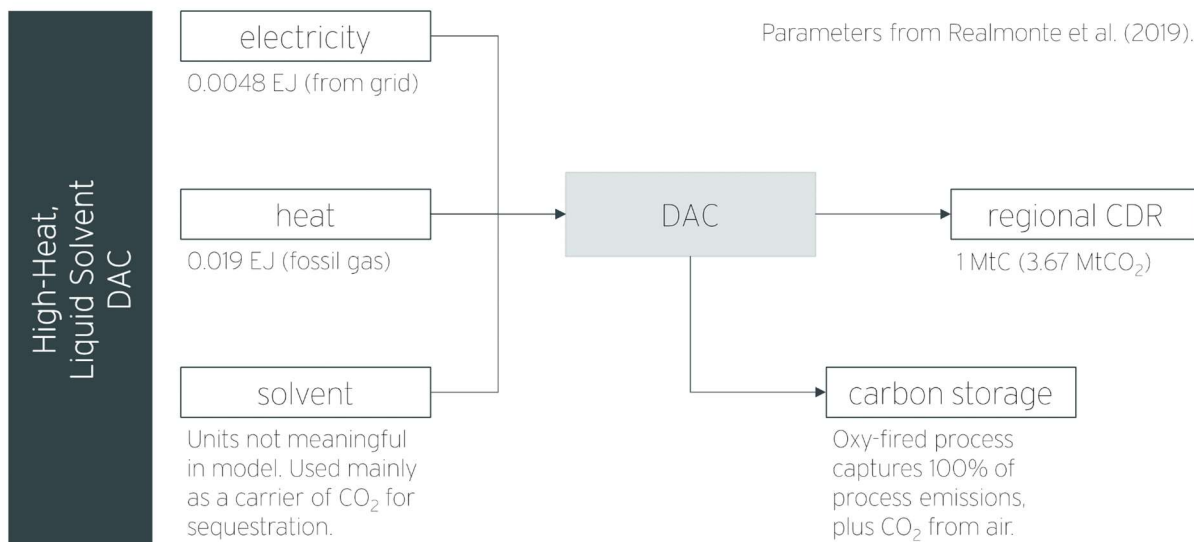 High-Heat,
Liquid Solvent
DAC
electricity
0.0048 EJ (from grid)
Parameters from Realmonte et al. (2019).
heat
0.019 EJ (fossil gas)
DAC
regional CDR
1 MtC (3.67 MtCO₂)
solvent
Units not meaningful
in model. Used mainly
as a carrier of CO₂ for
sequestration.
carbon storage
Oxy-fired process
captures 100% of
process emissions,
plus CO₂ from air.